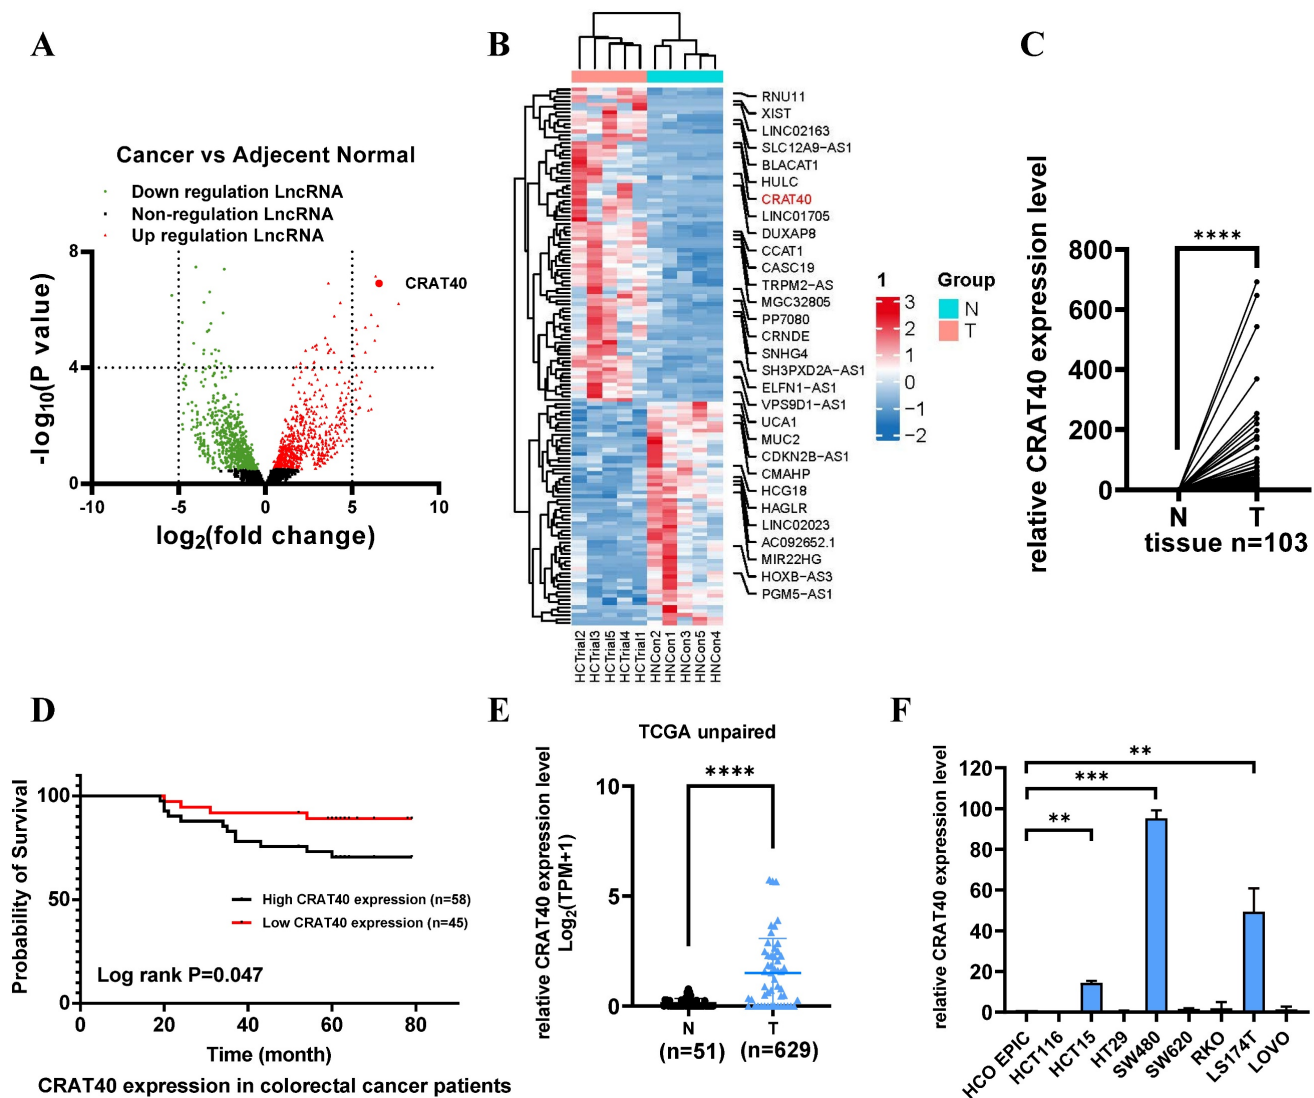 A
Cancer vs Adjecent Normal
Down regulation LncRNA
Non-regulation LncRNA
Up regulation LncRNA
CRAT40
8
4
0
-log10(P value)
-10
-5
0
5
10
log2(fold change)
B
RNU11
XIST
LINC02163
SLC12A9-AS1
BLACAT1
HULC
CRAT40
LINC01705
DUXAP8
CCAT1
CASC19
TRPM2-AS
MGC32805
PP7080
CRNDE
SNHG4
SH3PXD2A-AS1
ELFN1-AS1
VPS9D1-AS1
UCA1
MUC2
CDKN2B-AS1
CMAHP
HCG18
HAGLR
LINC02023
AC092652.1
MIR22HG
HOXB-AS3
PGM5-AS1
HCTrial2
HCTrial3
HCTrial5
HCTrial4
HCTrial1
HNCon2
HNCon1
HNCon3
HNCon5
HNCon4
1
3
2
1
0
-1
-2
Group
N
T
C
relative CRAT40 expression level
800
600
400
200
0
****
N
T
tissue n=103
D
Probability of Survival
100
50
0
High CRAT40 expression (n=58)
Low CRAT40 expression (n=45)
Log rank P=0.047
0
20
40
60
80
Time (month)
CRAT40 expression in colorectal cancer patients
E
TCGA unpaired
relative CRAT40 expression level
Log2(TPM+1)
10
5
0
****
N
T
(n=51)
(n=629)
F
relative CRAT40 expression level
120
100
80
60
40
20
0
**
***
**
HCO EPIC
HCT116
HCT15
HT29
SW480
SW620
RKO
LS174T
LOVO